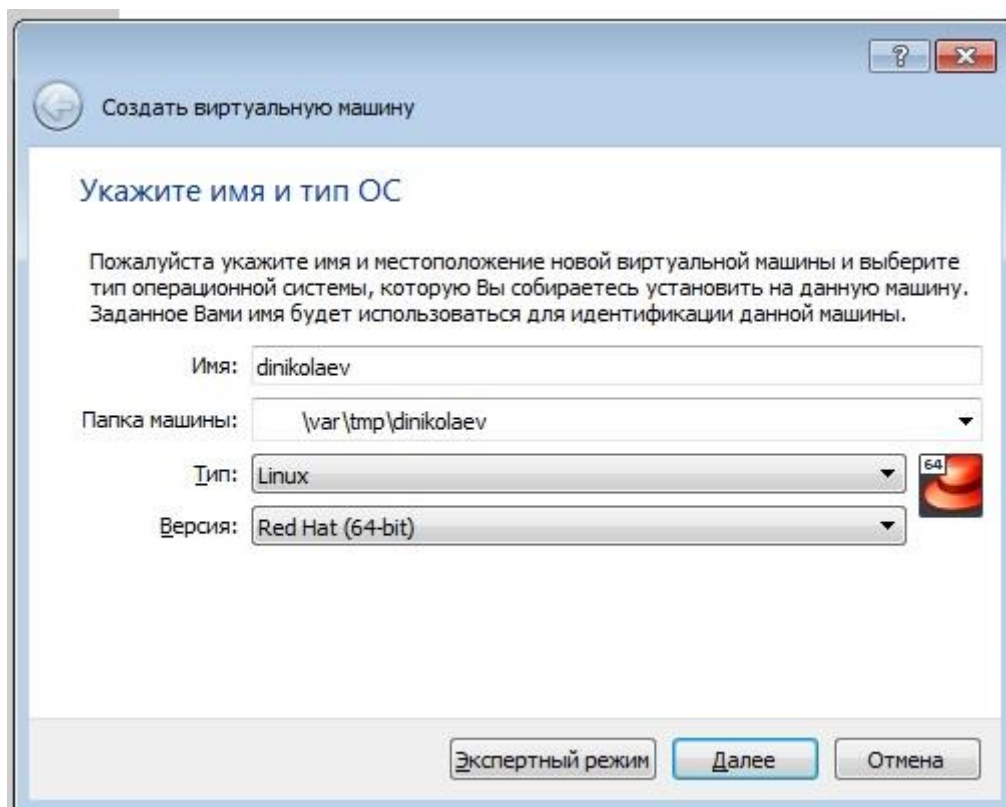 ?
Создать виртуальную машину
Укажите имя и тип ОС
Пожалуйста укажите имя и местоположение новой виртуальной машины и выберите
тип операционной системы, которую Вы собираетесь установить на данную машину.
Заданное Вами имя будет использоваться для идентификации данной машины.
Имя: dinikolaev
Папка машины: \var\tmp\dinikolaev
Тип: Linux
64
Версия: Red Hat (64-bit)
Экспертный режим Далее Отмена